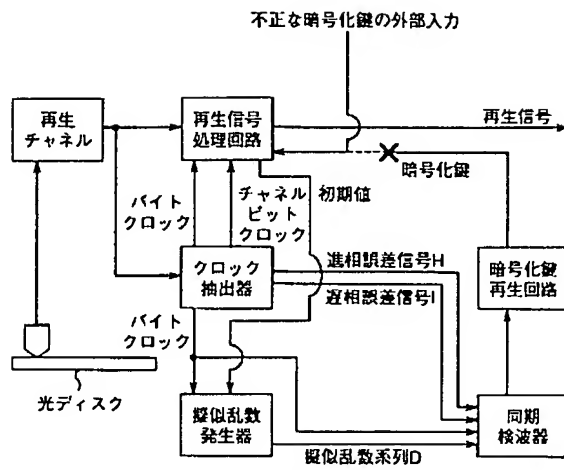 不正な暗号化鍵の外部入力
再生
チャネル
再生信号
処理回路
再生信号
暗号化鍵
バイト
クロック
チャネル
ビット
クロック
初期値
クロック
抽出器
進相誤差信号H
遅相誤差信号I
暗号化鍵
再生回路
バイト
クロック
光ディスク
擬似乱数
発生器
擬似乱数系列D
同期
検波器